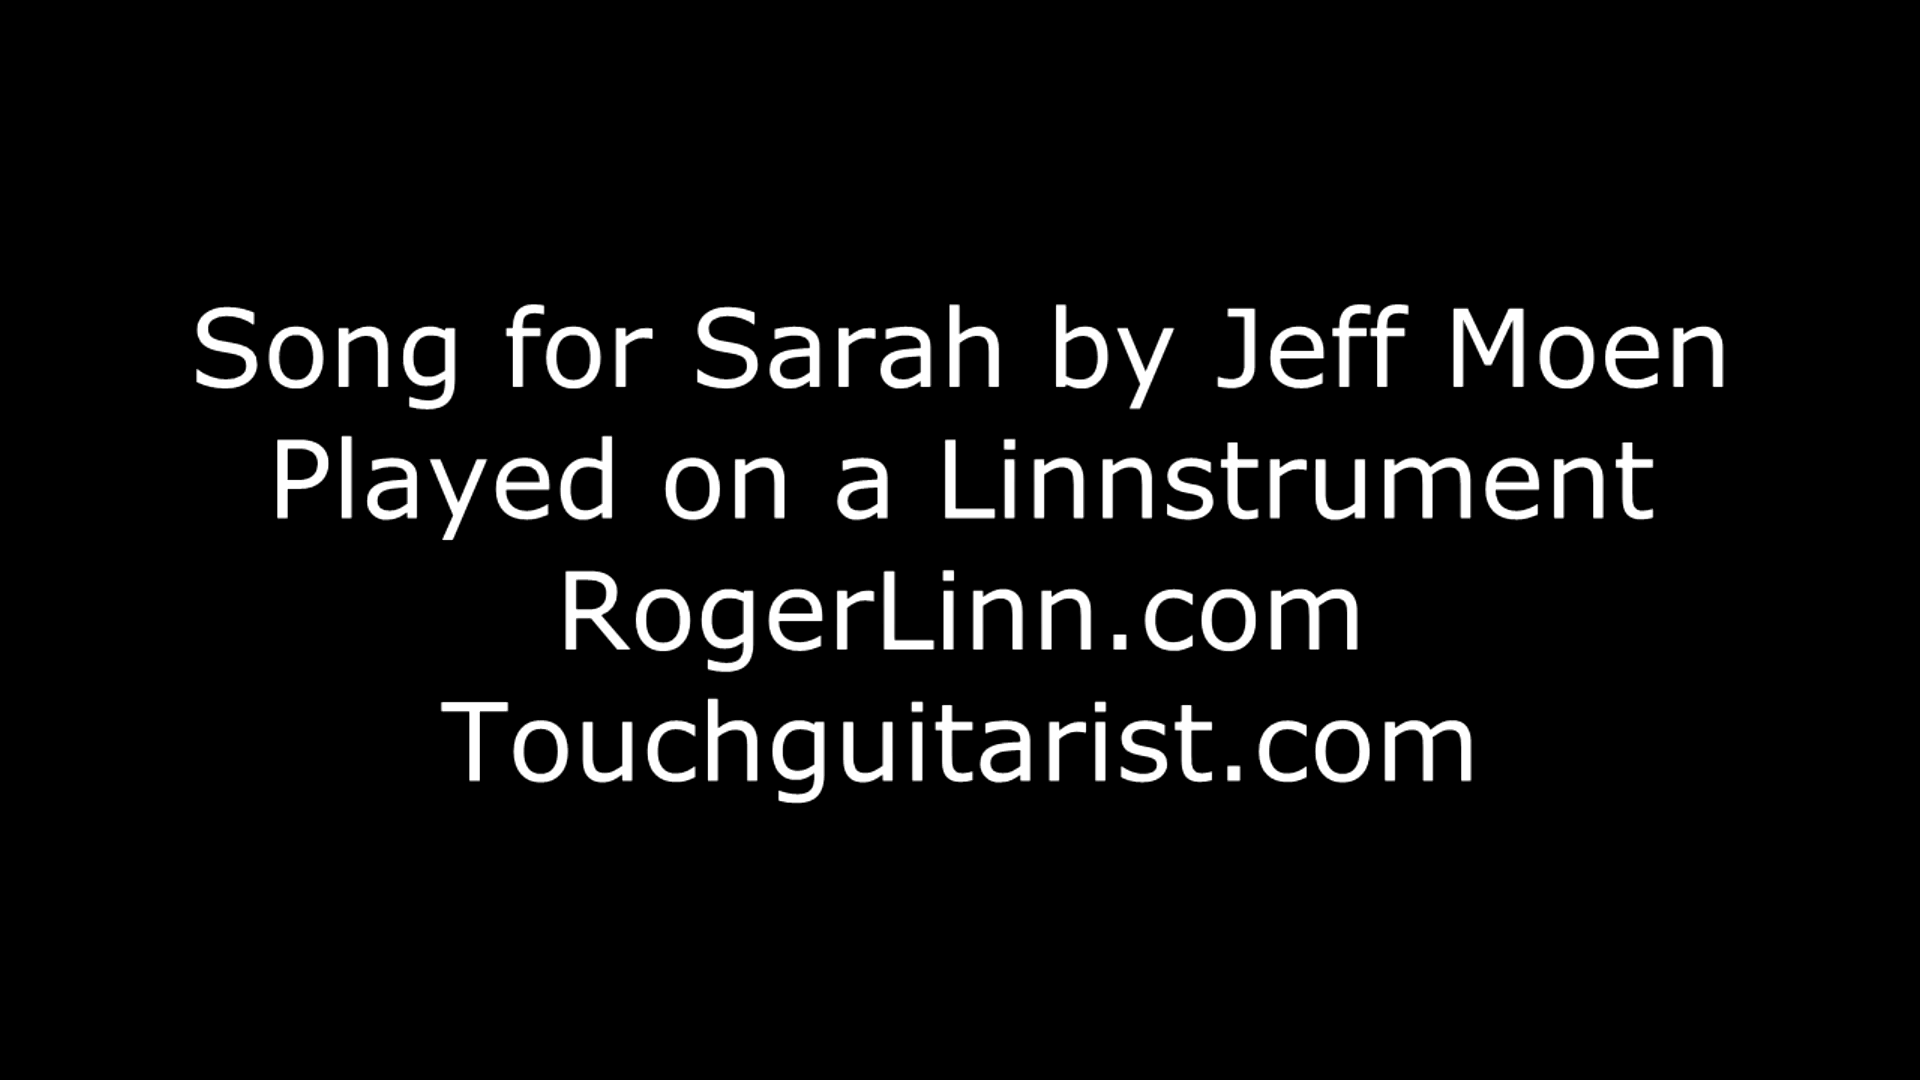 Song for Sarah by Jeff Moen
Played on a Linnstrument
RogerLinn.com
Touchguitarist.com